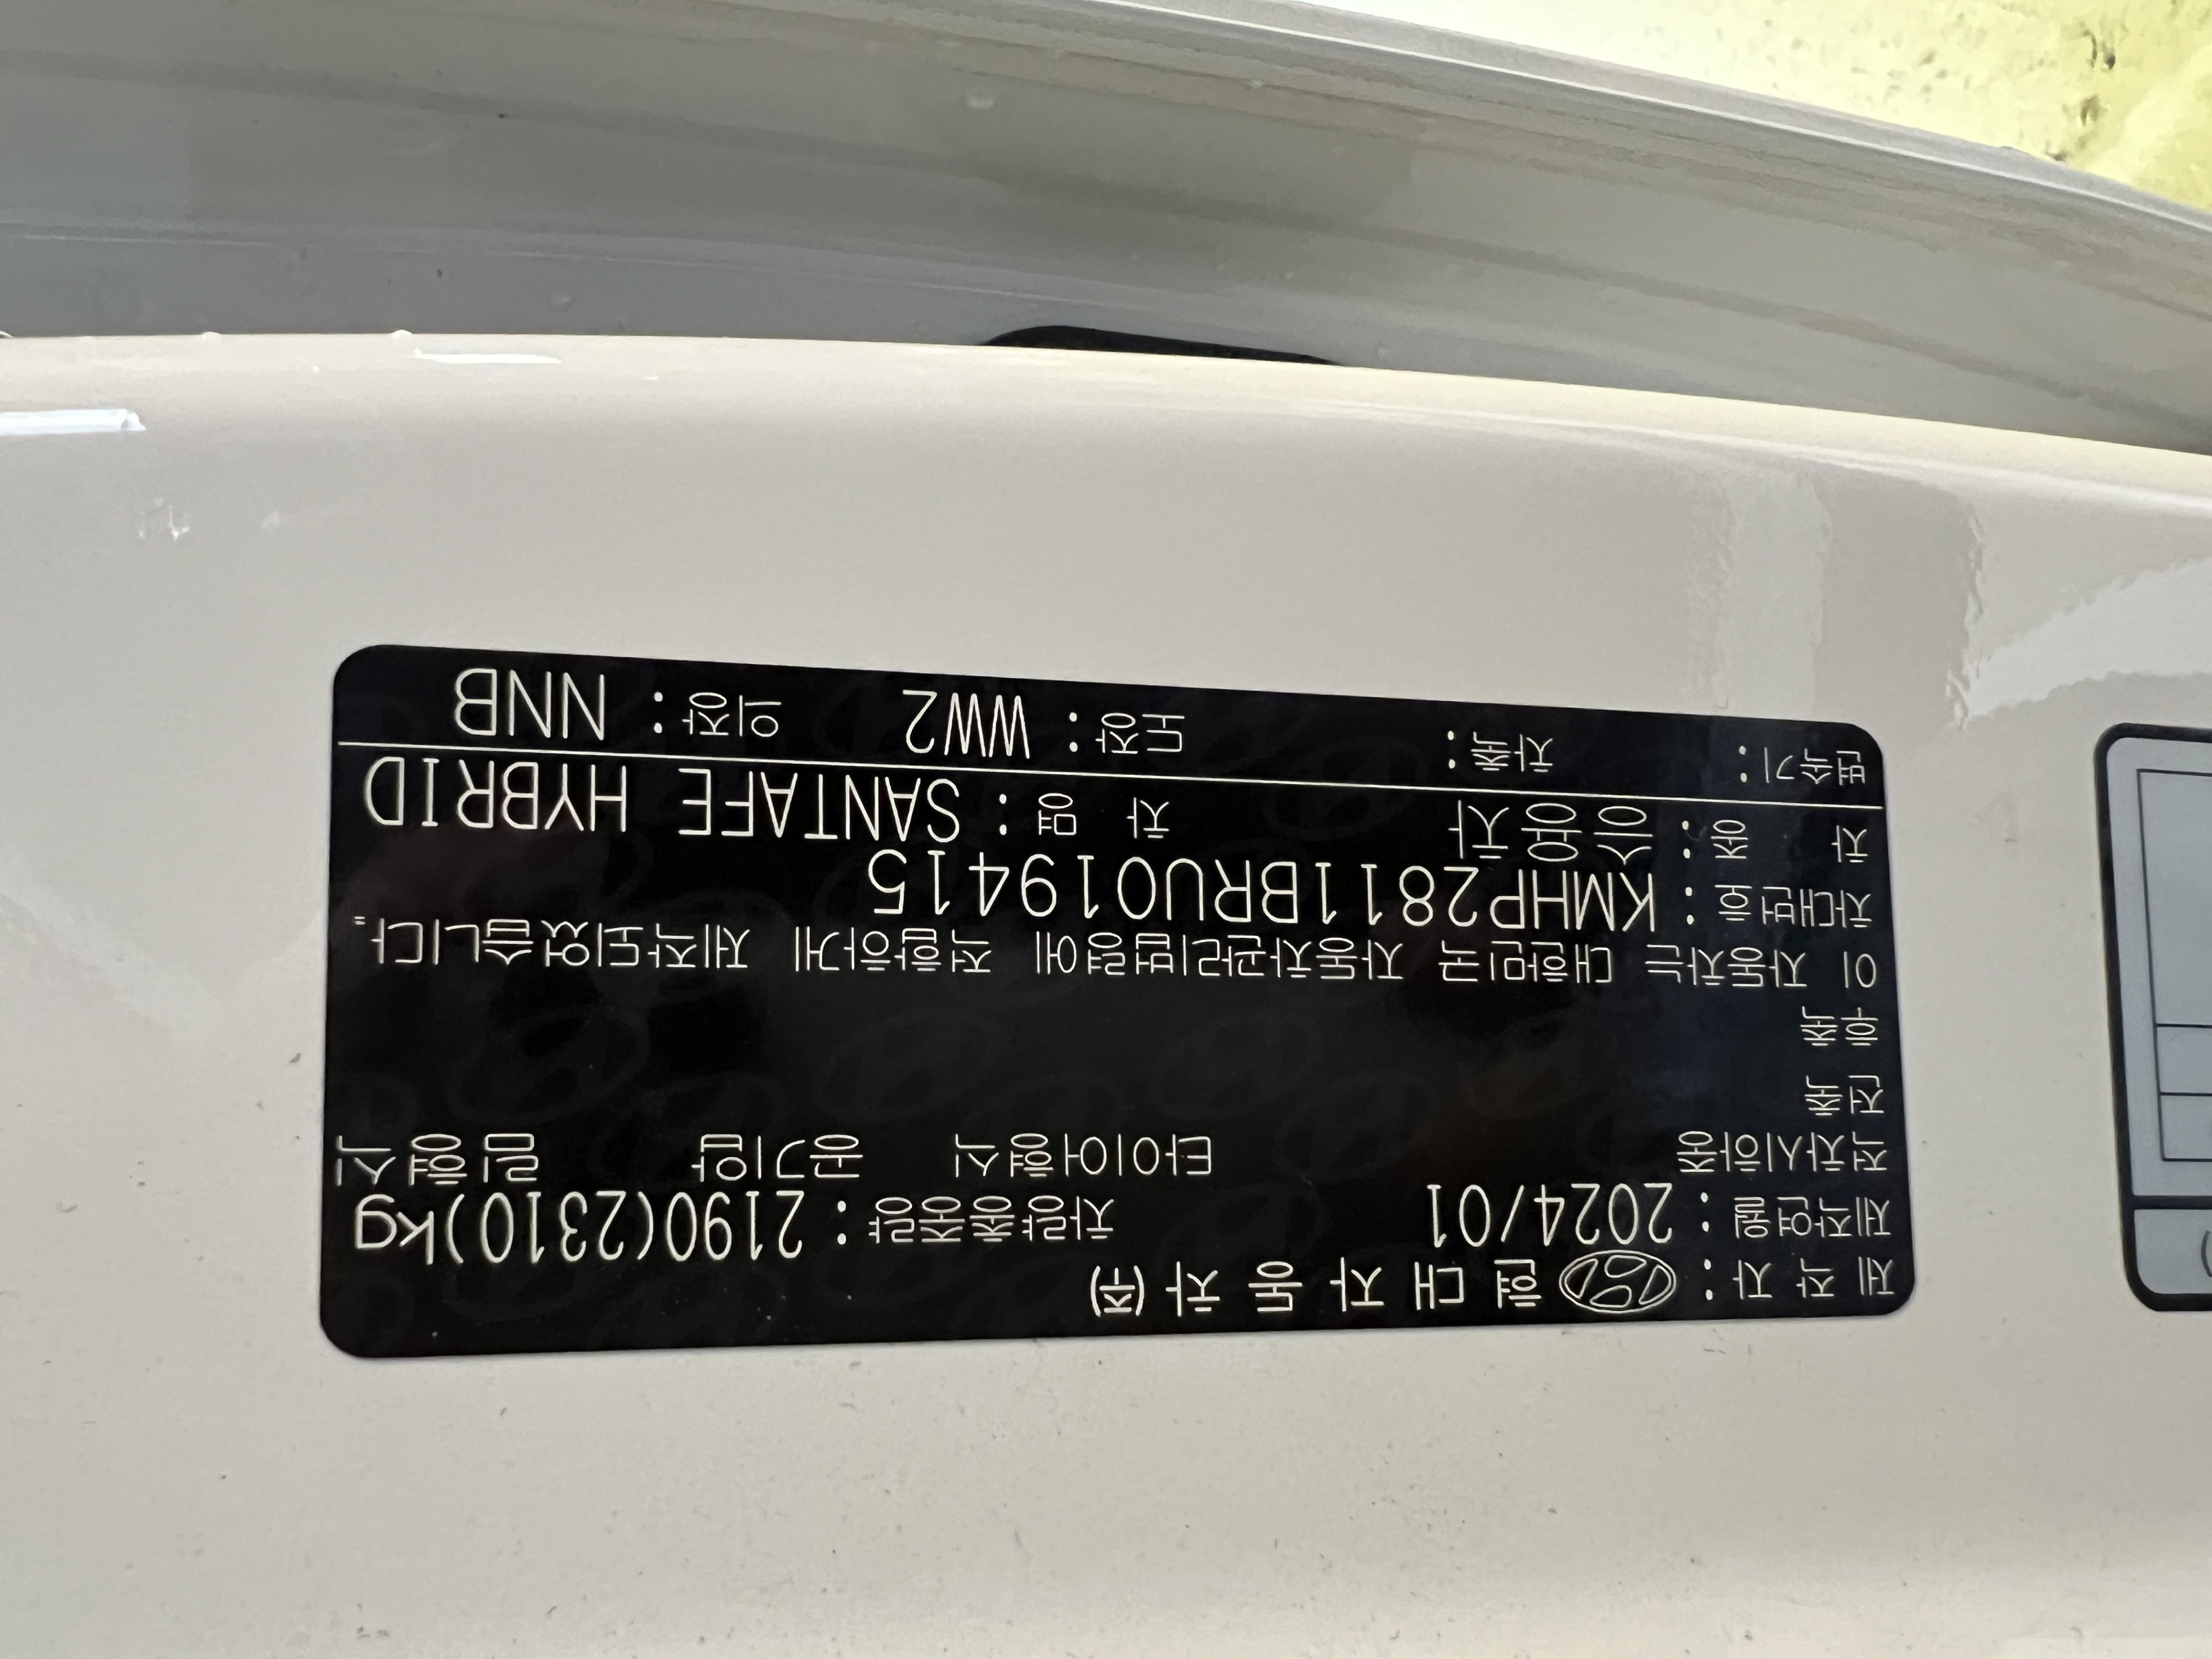 제 작 자 : 현 대 자 동 차 (주)
제작연월 : 2024/01 차량총중량 : 2190(2310)kg
적차시하중 타이어형식 공기압 림 형식
전 축
후 축
이 자동차는 대한민국 자동차관리법령에 적합하게 제작되었습니다.
차대번호 : KMHP2811BRU019415
차 종 : 승용차 차 명 : SANTAFE HYBRID
변속기 : 차축 : 도장 : WW2 의장 : NNB